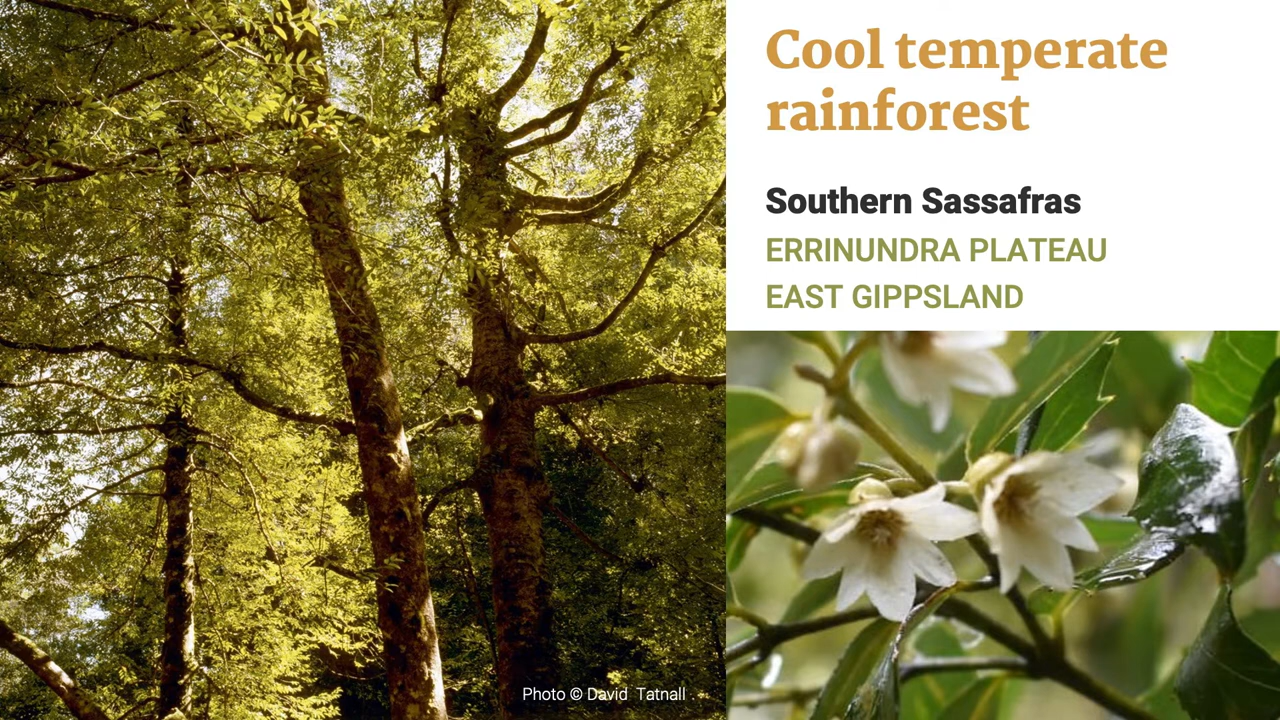 Cool temperate
rainforest
Southern Sassafras
ERRINUNDRA PLATEAU
EAST GIPPSLAND
Photo © David Tatnall